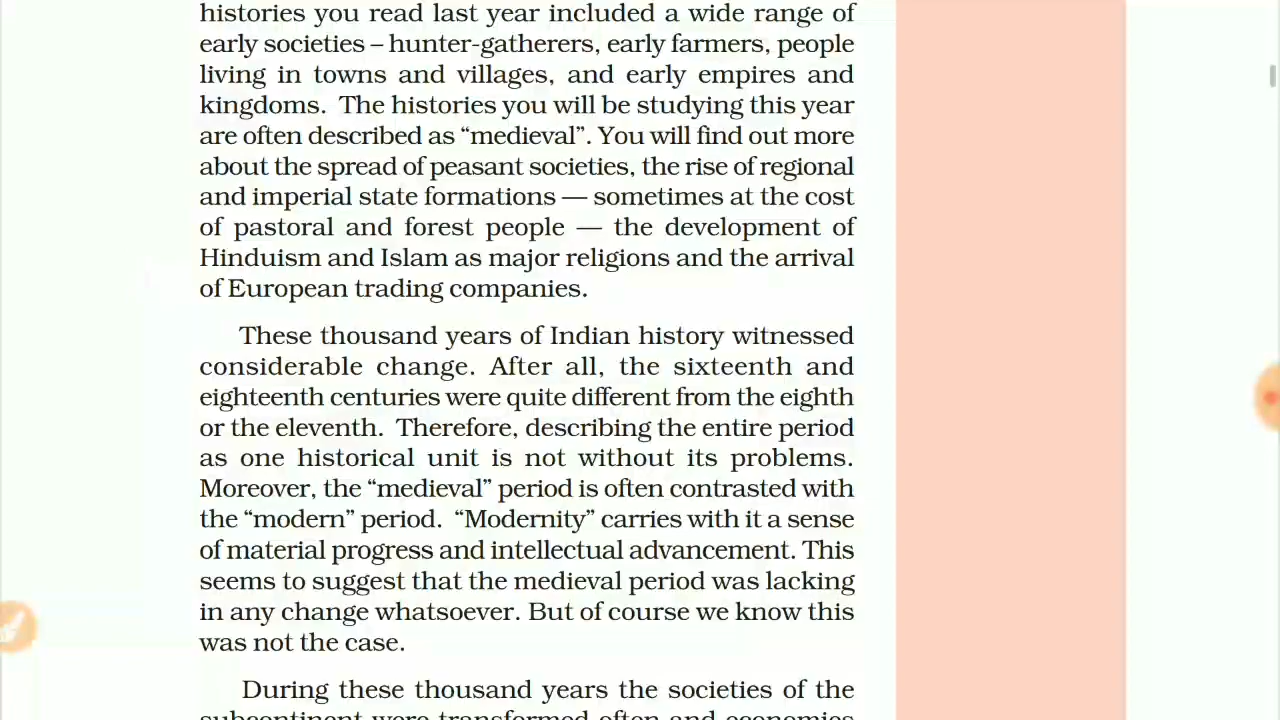 histories you read last year included a wide range of
early societies – hunter-gatherers, early farmers, people
living in towns and villages, and early empires and
kingdoms. The histories you will be studying this year
are often described as “medieval”. You will find out more
about the spread of peasant societies, the rise of regional
and imperial state formations — sometimes at the cost
of pastoral and forest people — the development of
Hinduism and Islam as major religions and the arrival
of European trading companies.
These thousand years of Indian history witnessed
considerable change. After all, the sixteenth and
eighteenth centuries were quite different from the eighth
or the eleventh. Therefore, describing the entire period
as one historical unit is not without its problems.
Moreover, the “medieval” period is often contrasted with
the “modern” period. “Modernity” carries with it a sense
of material progress and intellectual advancement. This
seems to suggest that the medieval period was lacking
in any change whatsoever. But of course we know this
was not the case.
During these thousand years the societies of the
subcontinent were transformed often and economies